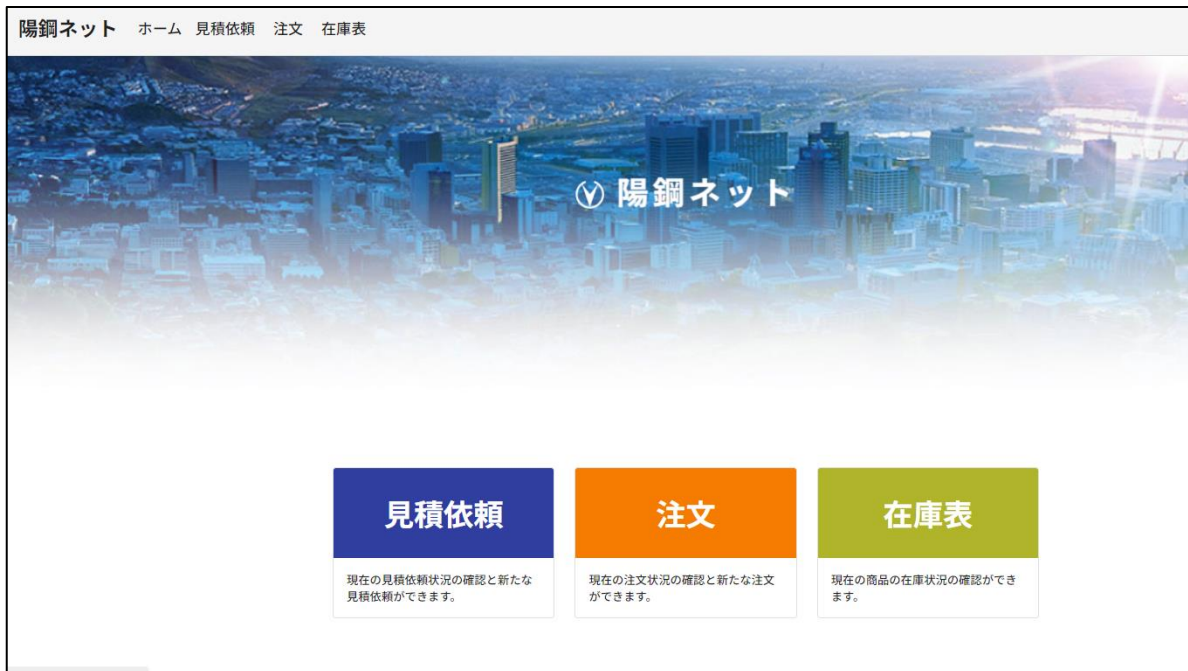 陽鋼ネット ホーム 見積依頼 注文 在庫表
陽鋼ネット
見積依頼
現在の見積依頼状況の確認と新たな
見積依頼ができます。
注文
現在の注文状況の確認と新たな注文
ができます。
在庫表
現在の商品の在庫状況の確認ができ
ます。